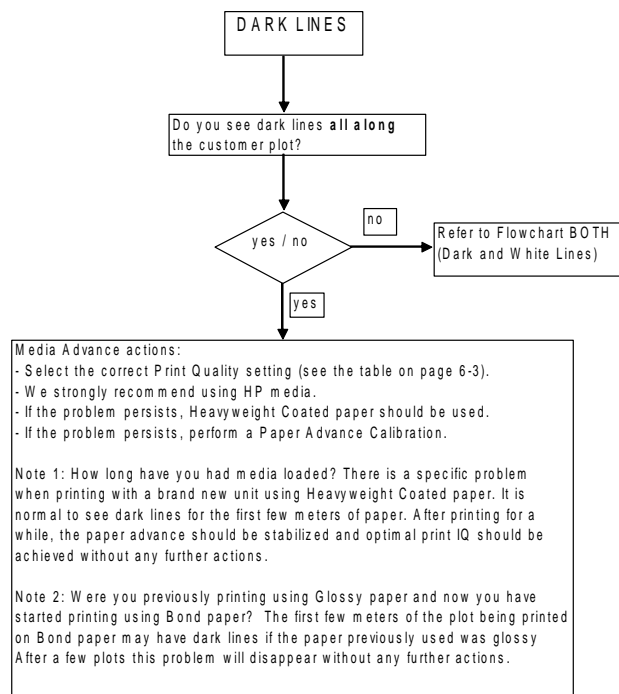 DARK LINES
Do you see dark lines all along
the customer plot?
yes / no
no
Refer to Flowchart BOTH
(Dark and White Lines)
yes
Media Advance actions:
- Select the correct Print Quality setting (see the table on page 6-3).
- We strongly recommend using HP media.
- If the problem persists, Heavyweight Coated paper should be used.
- If the problem persists, perform a Paper Advance Calibration.
Note 1: How long have you had media loaded? There is a specific problem
when printing with a brand new unit using Heavyweight Coated paper. It is
normal to see dark lines for the first few meters of paper. After printing for a
while, the paper advance should be stabilized and optimal print IQ should be
achieved without any further actions.
Note 2: Were you previously printing using Glossy paper and now you have
started printing using Bond paper? The first few meters of the plot being printed
on Bond paper may have dark lines if the paper previously used was glossy
After a few plots this problem will disappear without any further actions.